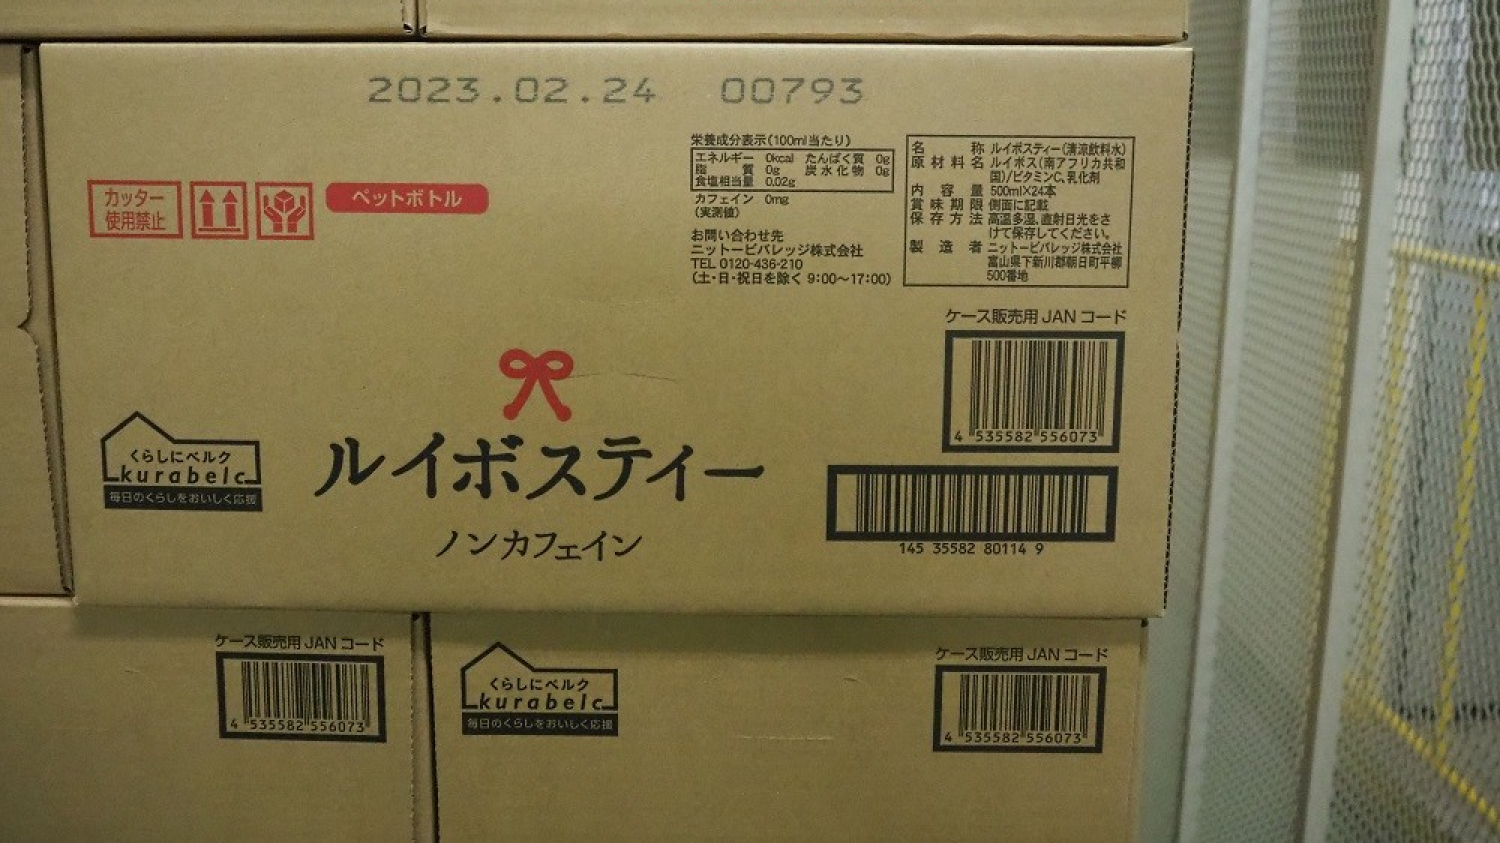 2023.02.24 00793
カッター
使用禁止
ペットボトル
栄養成分表示(100ml当たり)
エネルギー 0kcal たんぱく質 0g
脂質 0g 炭水化物 0g
食塩相当量 0.02g
カフェイン 0mg
(実測値)
お問い合わせ先
ニットービバレッジ株式会社
TEL 0120-436-210
(土・日・祝日を除く 9:00〜17:00)
名称 ルイボスティー(清涼飲料水)
原材料名 ルイボス(南アフリカ共和
国)/ビタミンC、乳化剤
内容量 500ml×24本
賞味期限 側面に記載
保存方法 高温多湿、直射日光をさ
けて保存してください。
製造者 ニットービバレッジ株式会社
富山県下新川郡朝日町平柳
500番地
ケース販売用 JAN コード
4 535582 556073
145 35582 80114 9
くらしにベルク
kurabelc
毎日のくらしをおいしく応援
ルイボスティー
ノンカフェイン
ケース販売用 JAN コード
4 535582 556073
くらしにベルク
kurabelc
毎日のくらしをおいしく応援
ケース販売用 JAN コード
4 535582 556073